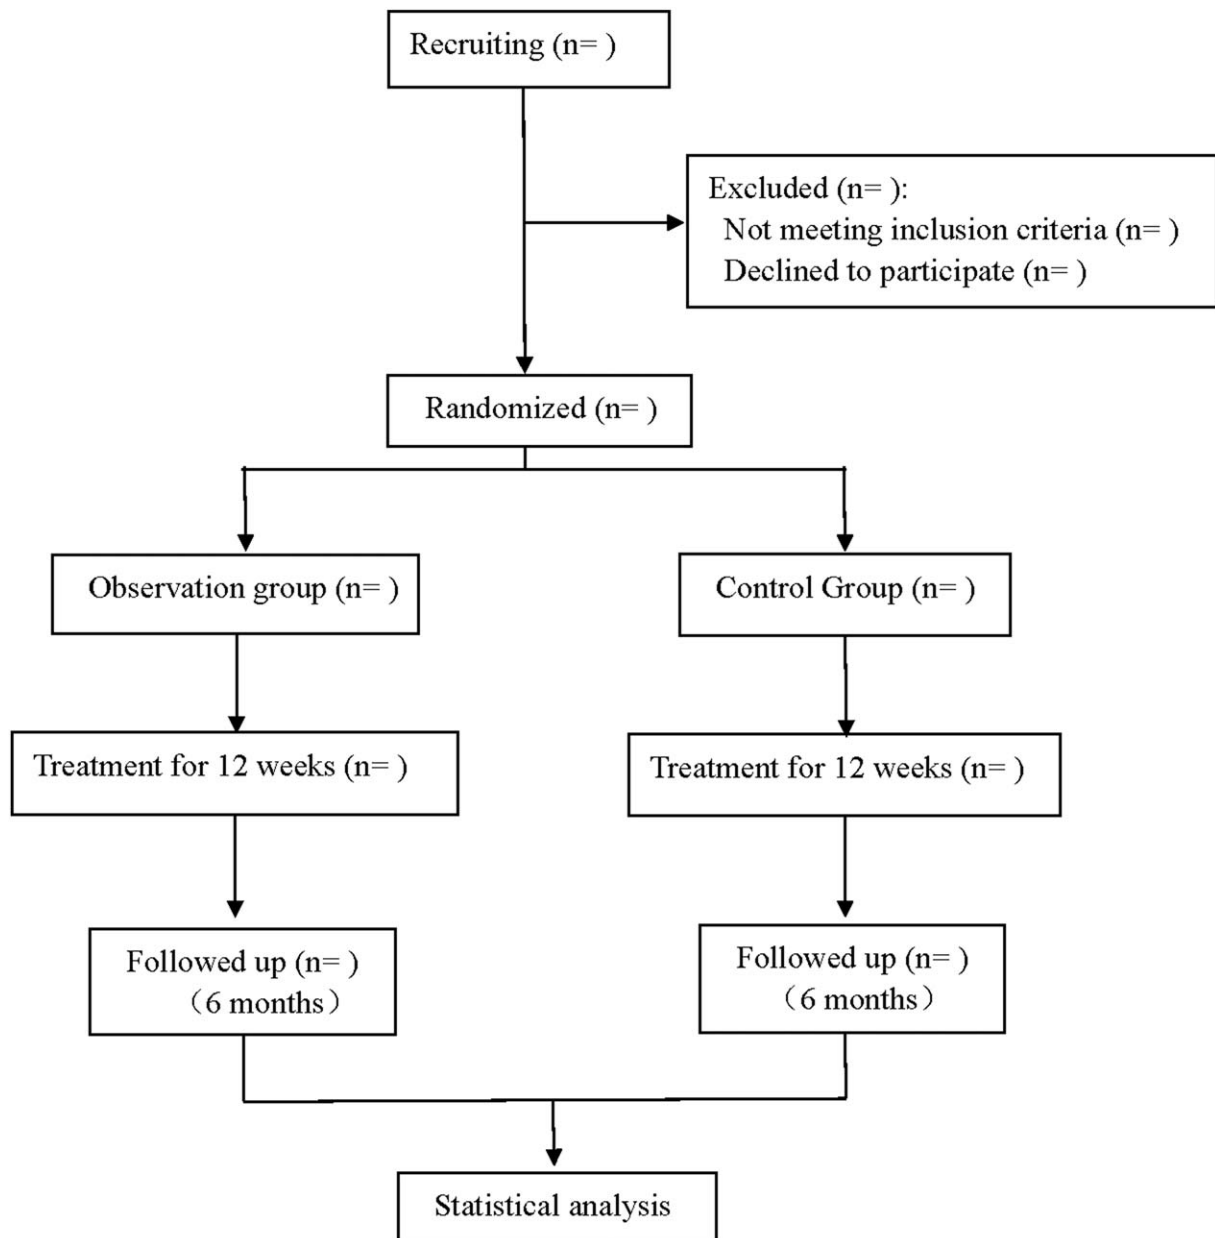 Recruiting (n= )
Excluded (n= ):
Not meeting inclusion criteria (n= )
Declined to participate (n= )
Randomized (n= )
Observation group (n= )
Control Group (n= )
Treatment for 12 weeks (n= )
Treatment for 12 weeks (n= )
Followed up (n= )
（6 months）
Followed up (n= )
（6 months）
Statistical analysis